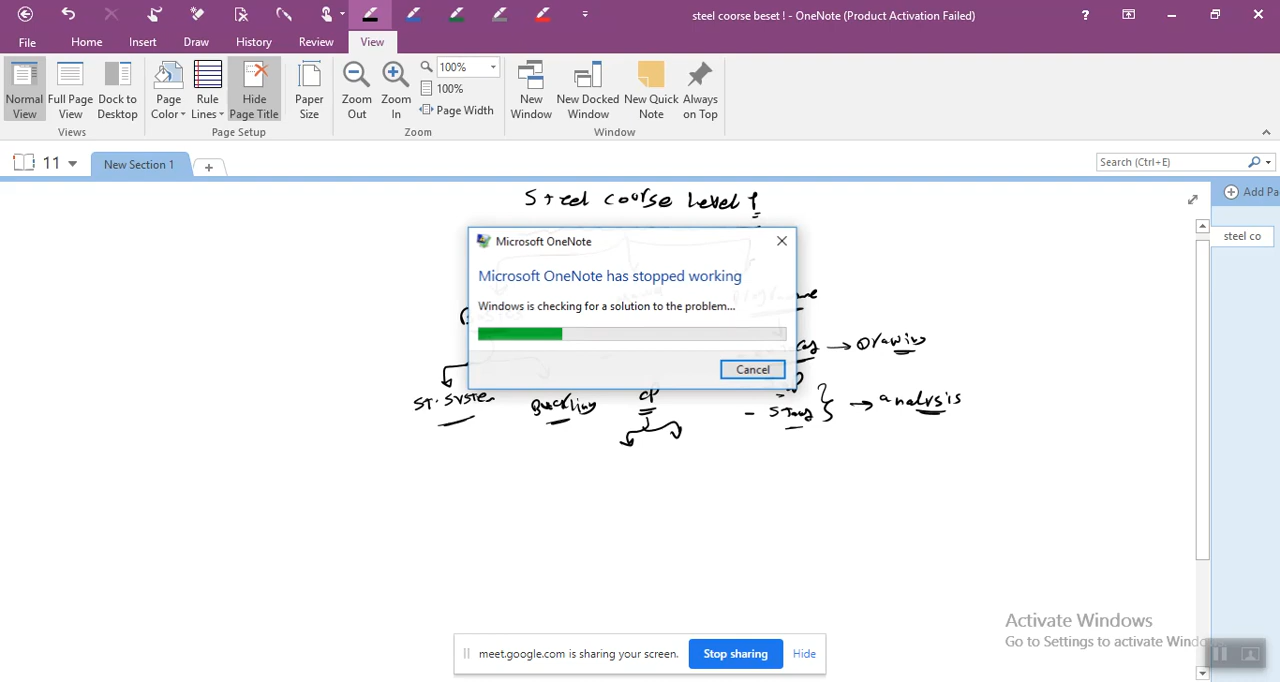 steel coorse beset ! - OneNote (Product Activation Failed)
File Home Insert Draw History Review View
Normal View
Full Page View
Dock to Desktop
Page Color
Rule Lines
Hide Page Title
Paper Size
Zoom Out
Zoom In
100%
100%
Page Width
New Window
New Docked Window
New Quick Note
Always on Top
Views Page Setup Zoom Window
11 New Section 1 Search (Ctrl+E)
Add Pa
steel co
Steel coorse Level 1
Microsoft OneNote
Microsoft OneNote has stopped working
Windows is checking for a solution to the problem...
Drawing
Cancel
ST. System Buckling
- analysis
Activate Windows
Go to Settings to activate Windo
meet.google.com is sharing your screen. Stop sharing Hide